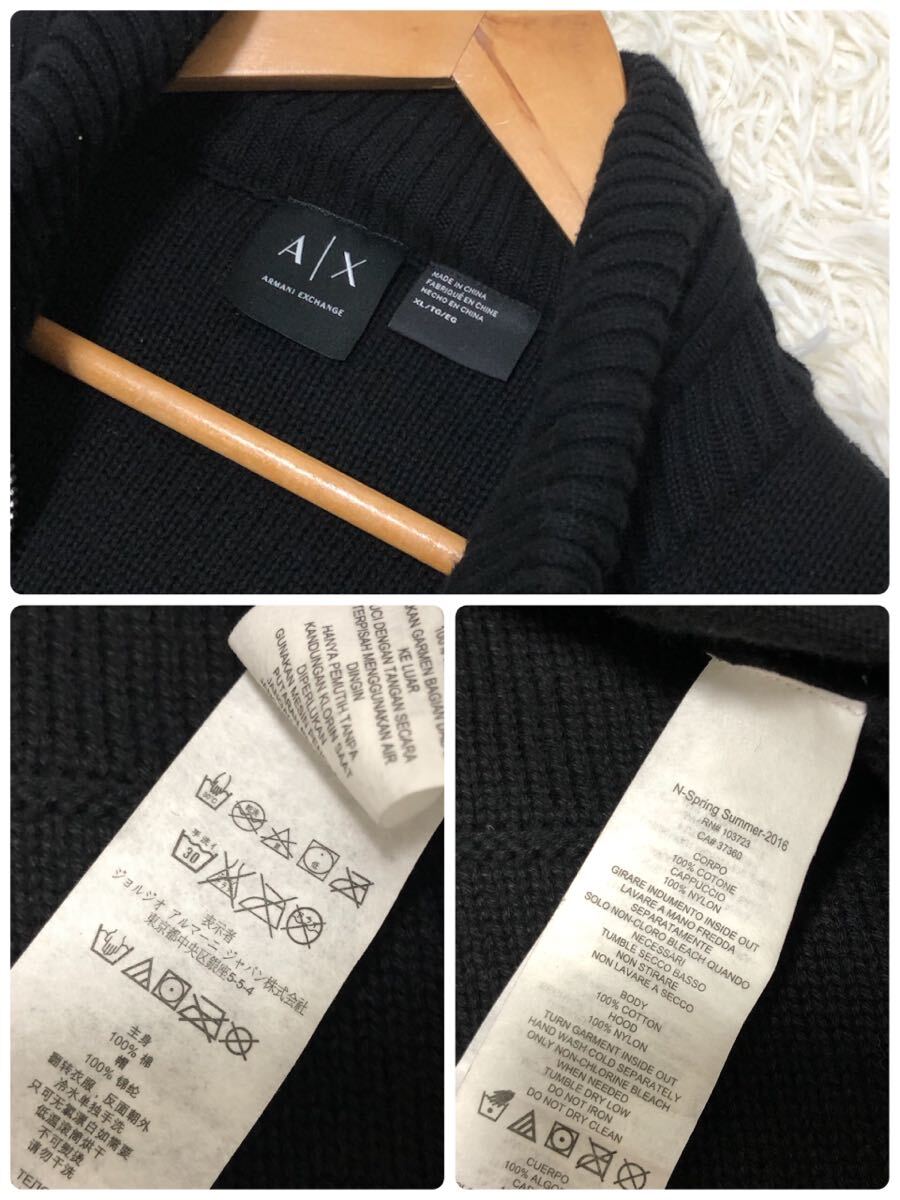 A|X
ARMANI EXCHANGE
MADE IN CHINA
FABRIQUÉ EN CHINE
HECHO EN CHINA
XL/TG/EG
KAN GARMEN BAGIAN
UCI DENGAN TANGAN SECARA
TERPISAH MENGGUNAKAN AIR
DINGIN
HANYA PEMUTIH TANPA
KANDUNGAN KLORIN SAAT
DIPERLUKAN
GUNAKAN MESIN
30°C
手洗イ
30
表示者
ジョルジオ アルマーニ ジャパン株式会社
東京都中央区銀座5-5-4
主身
100% 棉
帽
100% 锦纶
翻转衣服,反面朝外
冷水单独手洗
只可无氯漂白如需要
低温滚筒烘干
不可熨烫
请勿干洗
N-Spring Summer-2016
RN# 103723
CA# 37360
CORPO
100% COTONE
CAPPUCCIO
100% NYLON
GIRARE INDUMENTO INSIDE OUT
LAVARE A MANO FREDDA
SEPARATAMENTE
SOLO NON-CLORO BLEACH QUANDO
NECESSARI
TUMBLE SECCO BASSO
NON STIRARE
NON LAVARE A SECCO
BODY
100% COTTON
HOOD
100% NYLON
TURN GARMENT INSIDE OUT
HAND WASH COLD SEPARATELY
ONLY NON-CHLORINE BLEACH
WHEN NEEDED
TUMBLE DRY LOW
DO NOT IRON
DO NOT DRY CLEAN
CUERPO